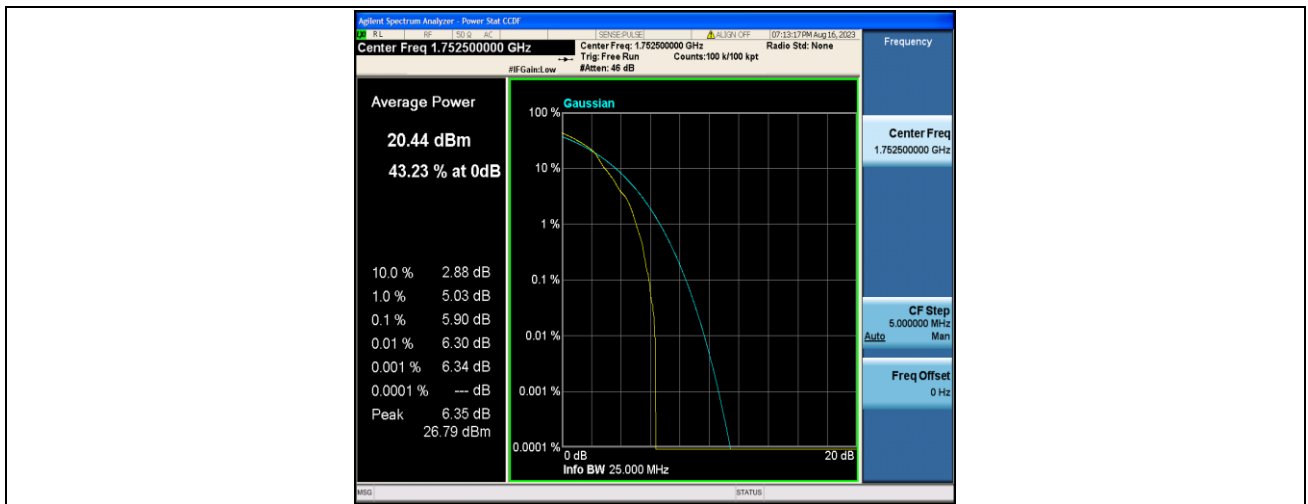 Agilent Spectrum Analyzer - Power Stat CCDF
RL RF 50 Ω AC SENSE:PULSE ALIGN OFF 07:13:17 PM Aug 16, 2023
Center Freq 1.752500000 GHz
Center Freq: 1.752500000 GHz Radio Std: None
Trig: Free Run Counts:100 k/100 kpt
#IFGain:Low #Atten: 46 dB
Frequency
Average Power
20.44 dBm
43.23 % at 0dB
10.0 % 2.88 dB
1.0 % 5.03 dB
0.1 % 5.90 dB
0.01 % 6.30 dB
0.001 % 6.34 dB
0.0001 % --- dB
Peak 6.35 dB
26.79 dBm
Gaussian
100 %
10 %
1 %
0.1 %
0.01 %
0.001 %
0.0001 %
0 dB 20 dB
Info BW 25.000 MHz
Center Freq
1.752500000 GHz
CF Step
5.000000 MHz
Auto Man
Freq Offset
0 Hz
MSG STATUS